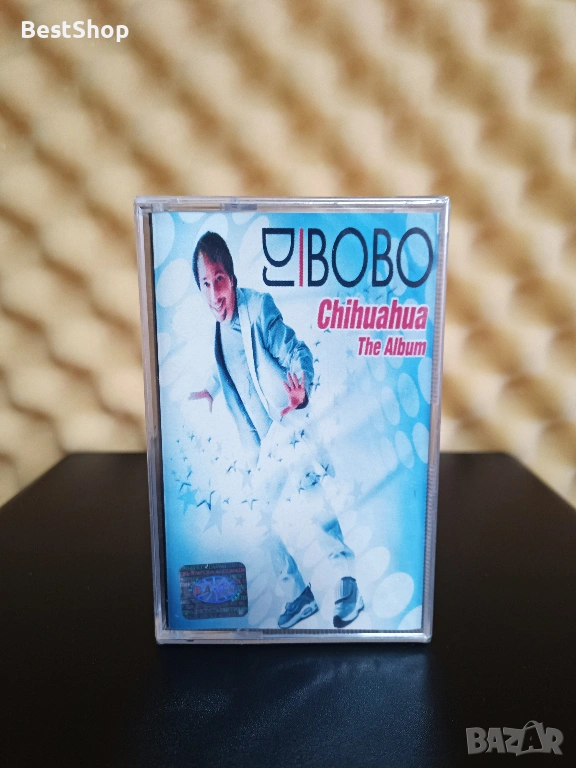 BestShop
DJ BOBO
Chihuahua
The Album
BAZAR